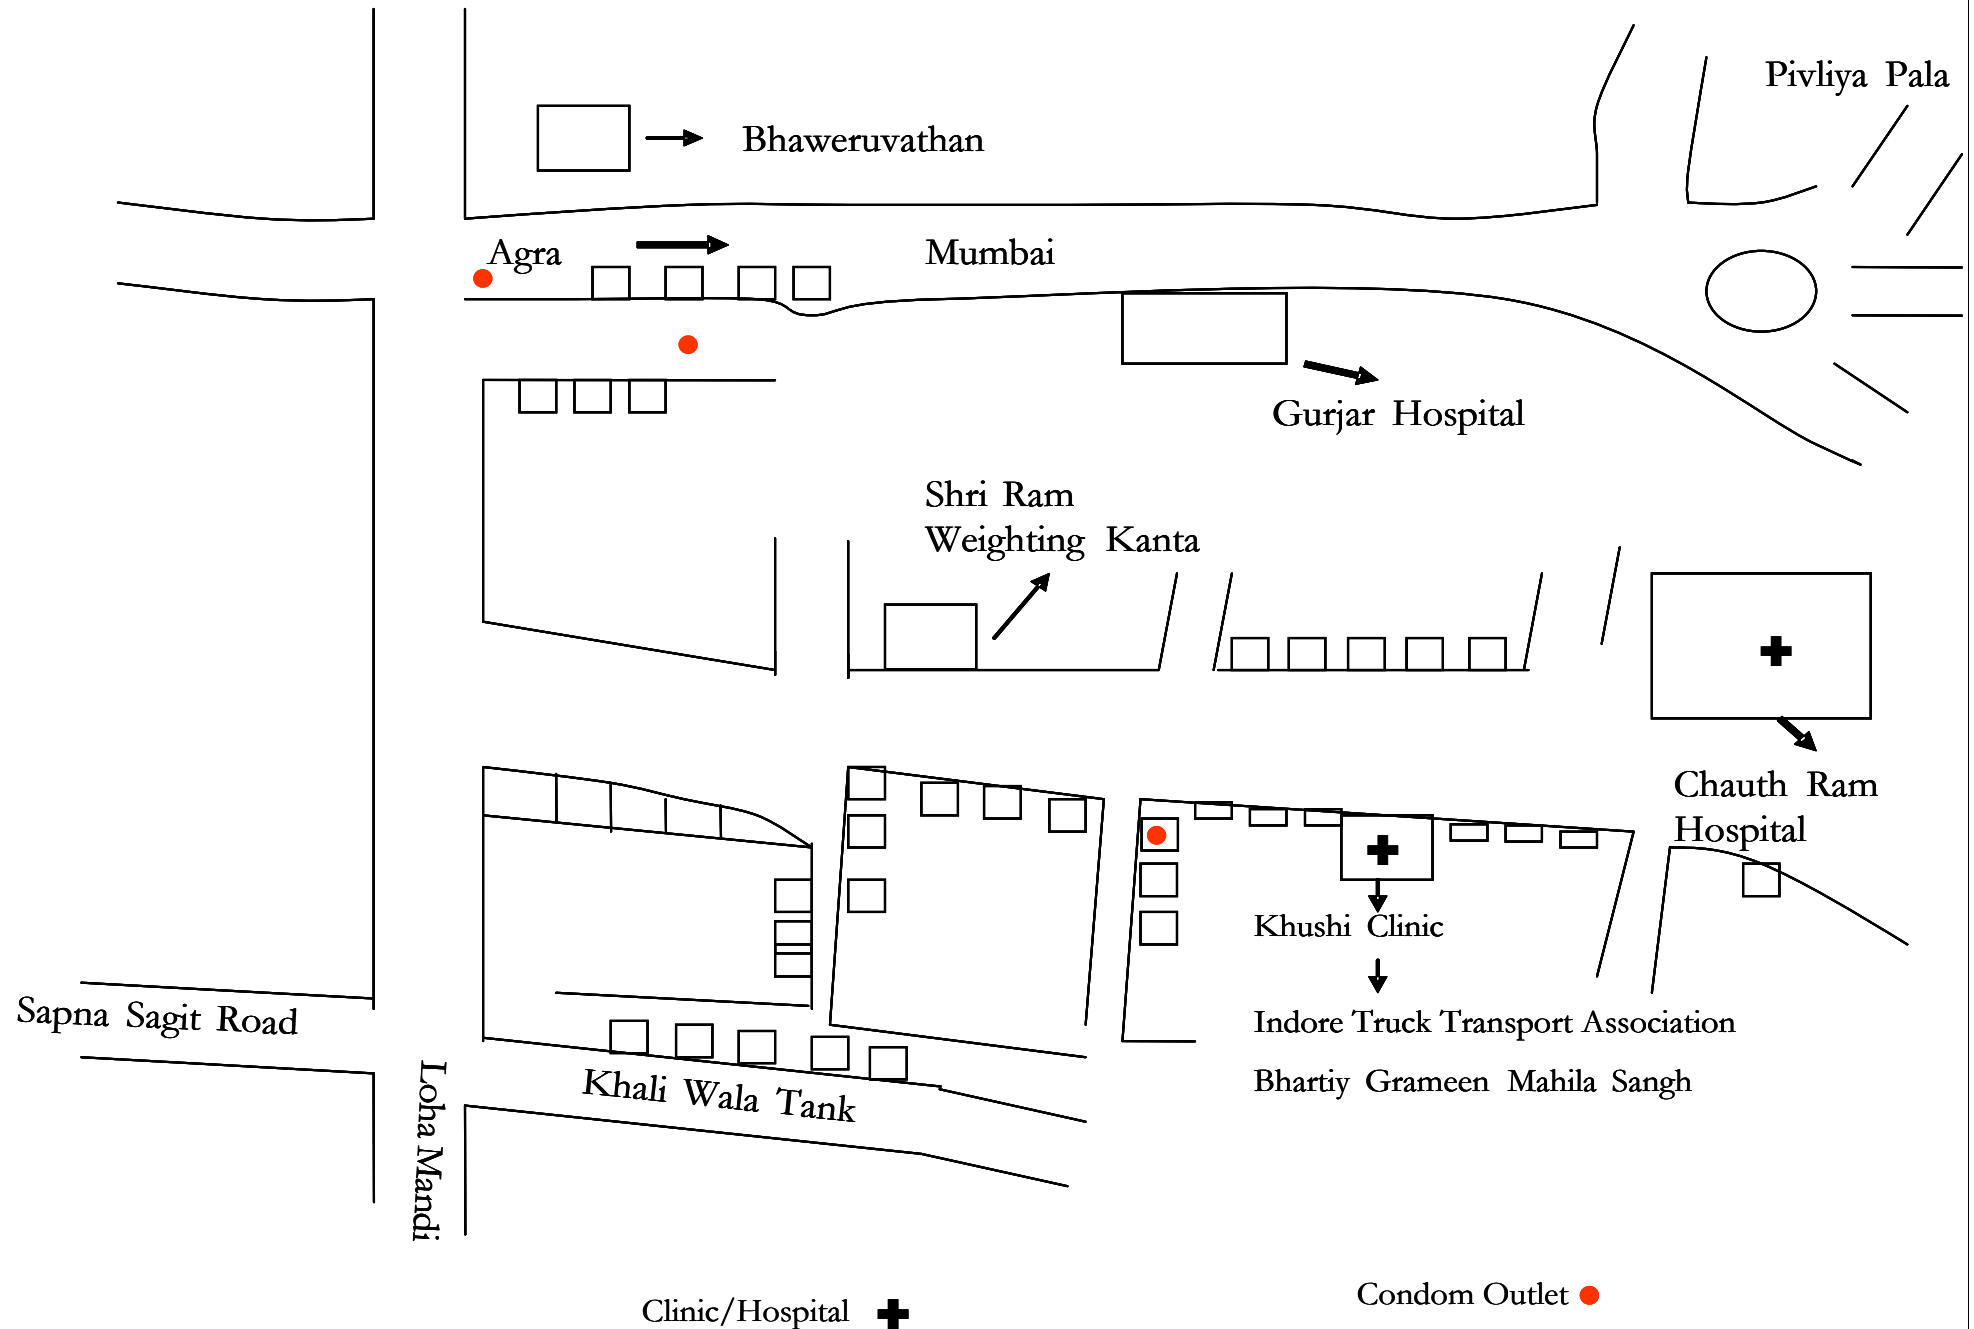 Pivliya Pala
Bhaweruvathan
Agra
Mumbai
Gurjar Hospital
Shri Ram
Weighting Kanta
Chauth Ram
Hospital
Khushi Clinic
Sapna Sagit Road
Indore Truck Transport Association
Bhartiy Grameen Mahila Sangh
Khali Wala Tank
Loha Mandi
Clinic/Hospital
Condom Outlet